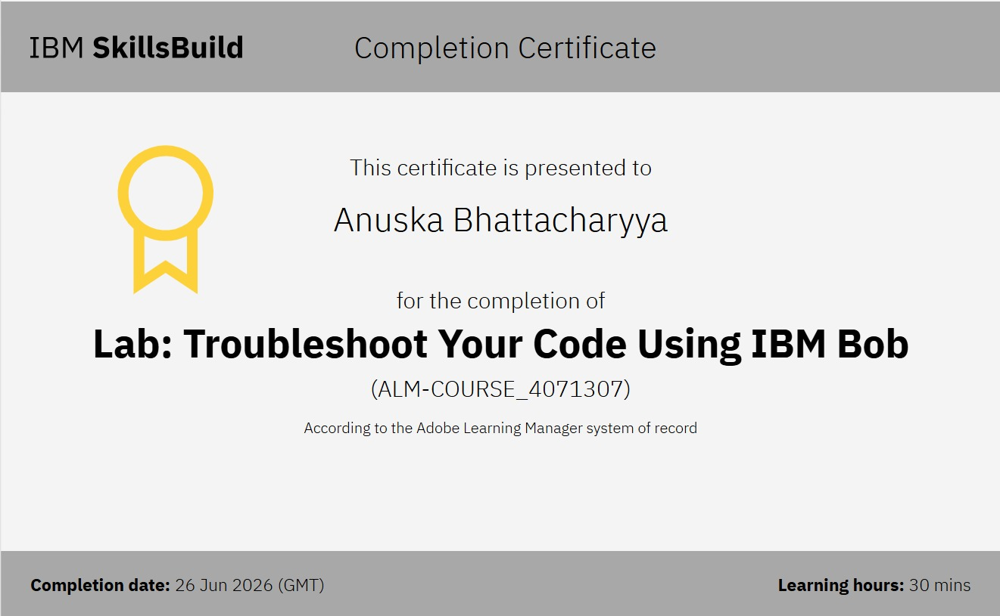 IBM SkillsBuild
Completion Certificate
This certificate is presented to
Anuska Bhattacharyya
for the completion of
Lab: Troubleshoot Your Code Using IBM Bob
(ALM-COURSE_4071307)
According to the Adobe Learning Manager system of record
Completion date: 26 Jun 2026 (GMT)
Learning hours: 30 mins